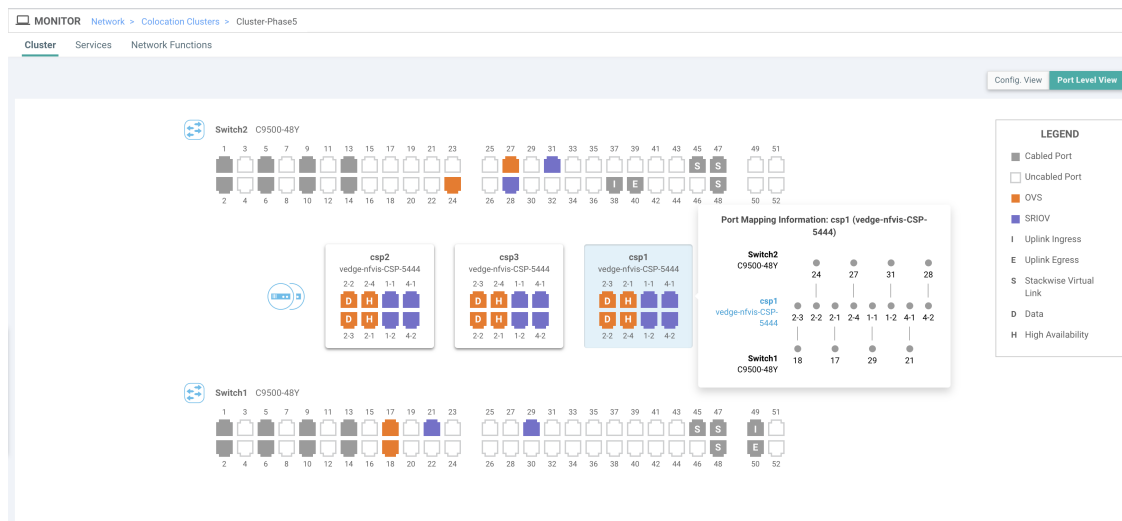 MONITOR Network > Colocation Clusters > Cluster-Phase5
Cluster Services Network Functions
Config. View Port Level View
Switch2 C9500-48Y
1 3 5 7 9 11 13 15 17 19 21 23 25 27 29 31 33 35 37 39 41 43 45 47 49 51
S S
I E S
2 4 6 8 10 12 14 16 18 20 22 24 26 28 30 32 34 36 38 40 42 44 46 48 50 52
LEGEND
Cabled Port
Uncabled Port
OVS
SRIOV
I Uplink Ingress
E Uplink Egress
S Stackwise Virtual
Link
D Data
H High Availability
csp2
vedge-nfvis-CSP-5444
2-2 2-4 1-1 4-1
D H
D H
2-3 2-1 1-2 4-2
csp3
vedge-nfvis-CSP-5444
2-3 2-4 1-1 4-1
D H
D H
2-2 2-1 1-2 4-2
csp1
vedge-nfvis-CSP-5444
2-3 2-1 1-1 4-1
D H
D H
2-2 2-4 1-2 4-2
Port Mapping Information: csp1 (vedge-nfvis-CSP-
5444)
Switch2
C9500-48Y
24 27 31 28
csp1
vedge-nfvis-CSP-
5444
2-3 2-2 2-1 2-4 1-1 1-2 4-1 4-2
Switch1
C9500-48Y
18 17 29 21
Switch1 C9500-48Y
1 3 5 7 9 11 13 15 17 19 21 23 25 27 29 31 33 35 37 39 41 43 45 47 49 51
S S I
S E
2 4 6 8 10 12 14 16 18 20 22 24 26 28 30 32 34 36 38 40 42 44 46 48 50 52